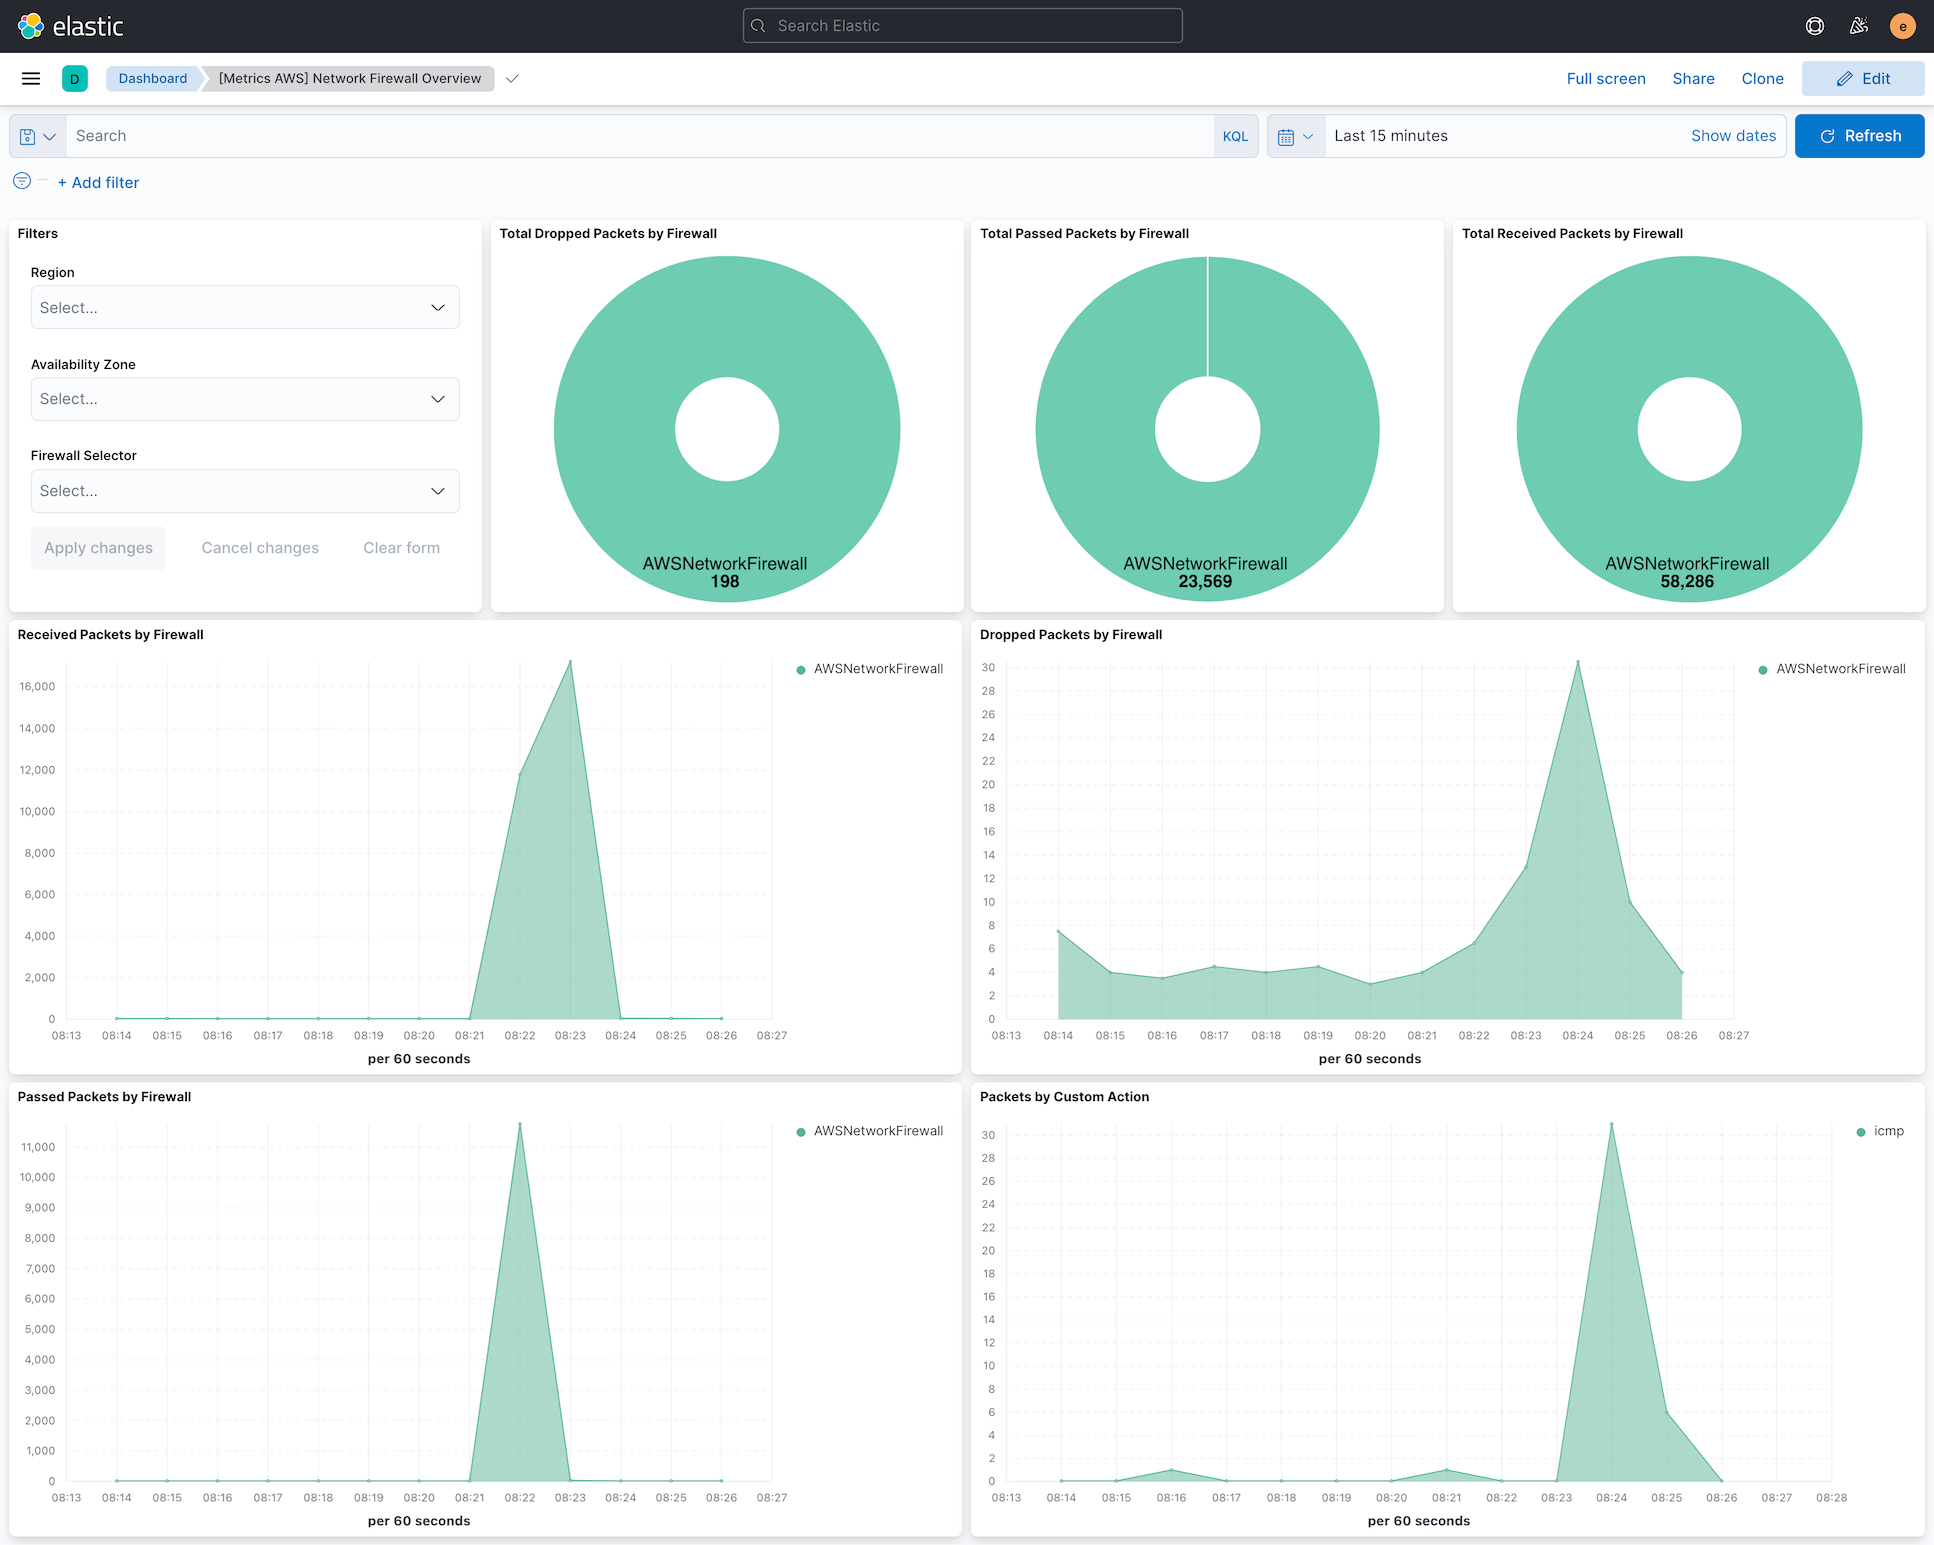 elastic
Search Elastic
e
D
Dashboard
[Metrics AWS] Network Firewall Overview
Full screen
Share
Clone
Edit
Search
KQL
Last 15 minutes
Show dates
Refresh
+ Add filter
Filters
Region
Select...
Availability Zone
Select...
Firewall Selector
Select...
Apply changes
Cancel changes
Clear form
Total Dropped Packets by Firewall
AWSNetworkFirewall
198
Total Passed Packets by Firewall
AWSNetworkFirewall
23,569
Total Received Packets by Firewall
AWSNetworkFirewall
58,286
Received Packets by Firewall
AWSNetworkFirewall
16,000
14,000
12,000
10,000
8,000
6,000
4,000
2,000
0
08:13 08:14 08:15 08:16 08:17 08:18 08:19 08:20 08:21 08:22 08:23 08:24 08:25 08:26 08:27
per 60 seconds
Dropped Packets by Firewall
AWSNetworkFirewall
30
28
26
24
22
20
18
16
14
12
10
8
6
4
2
0
08:13 08:14 08:15 08:16 08:17 08:18 08:19 08:20 08:21 08:22 08:23 08:24 08:25 08:26 08:27
per 60 seconds
Passed Packets by Firewall
AWSNetworkFirewall
11,000
10,000
9,000
8,000
7,000
6,000
5,000
4,000
3,000
2,000
1,000
0
08:13 08:14 08:15 08:16 08:17 08:18 08:19 08:20 08:21 08:22 08:23 08:24 08:25 08:26 08:27
per 60 seconds
Packets by Custom Action
icmp
30
28
26
24
22
20
18
16
14
12
10
8
6
4
2
0
08:13 08:14 08:15 08:16 08:17 08:18 08:19 08:20 08:21 08:22 08:23 08:24 08:25 08:26 08:27 08:28
per 60 seconds